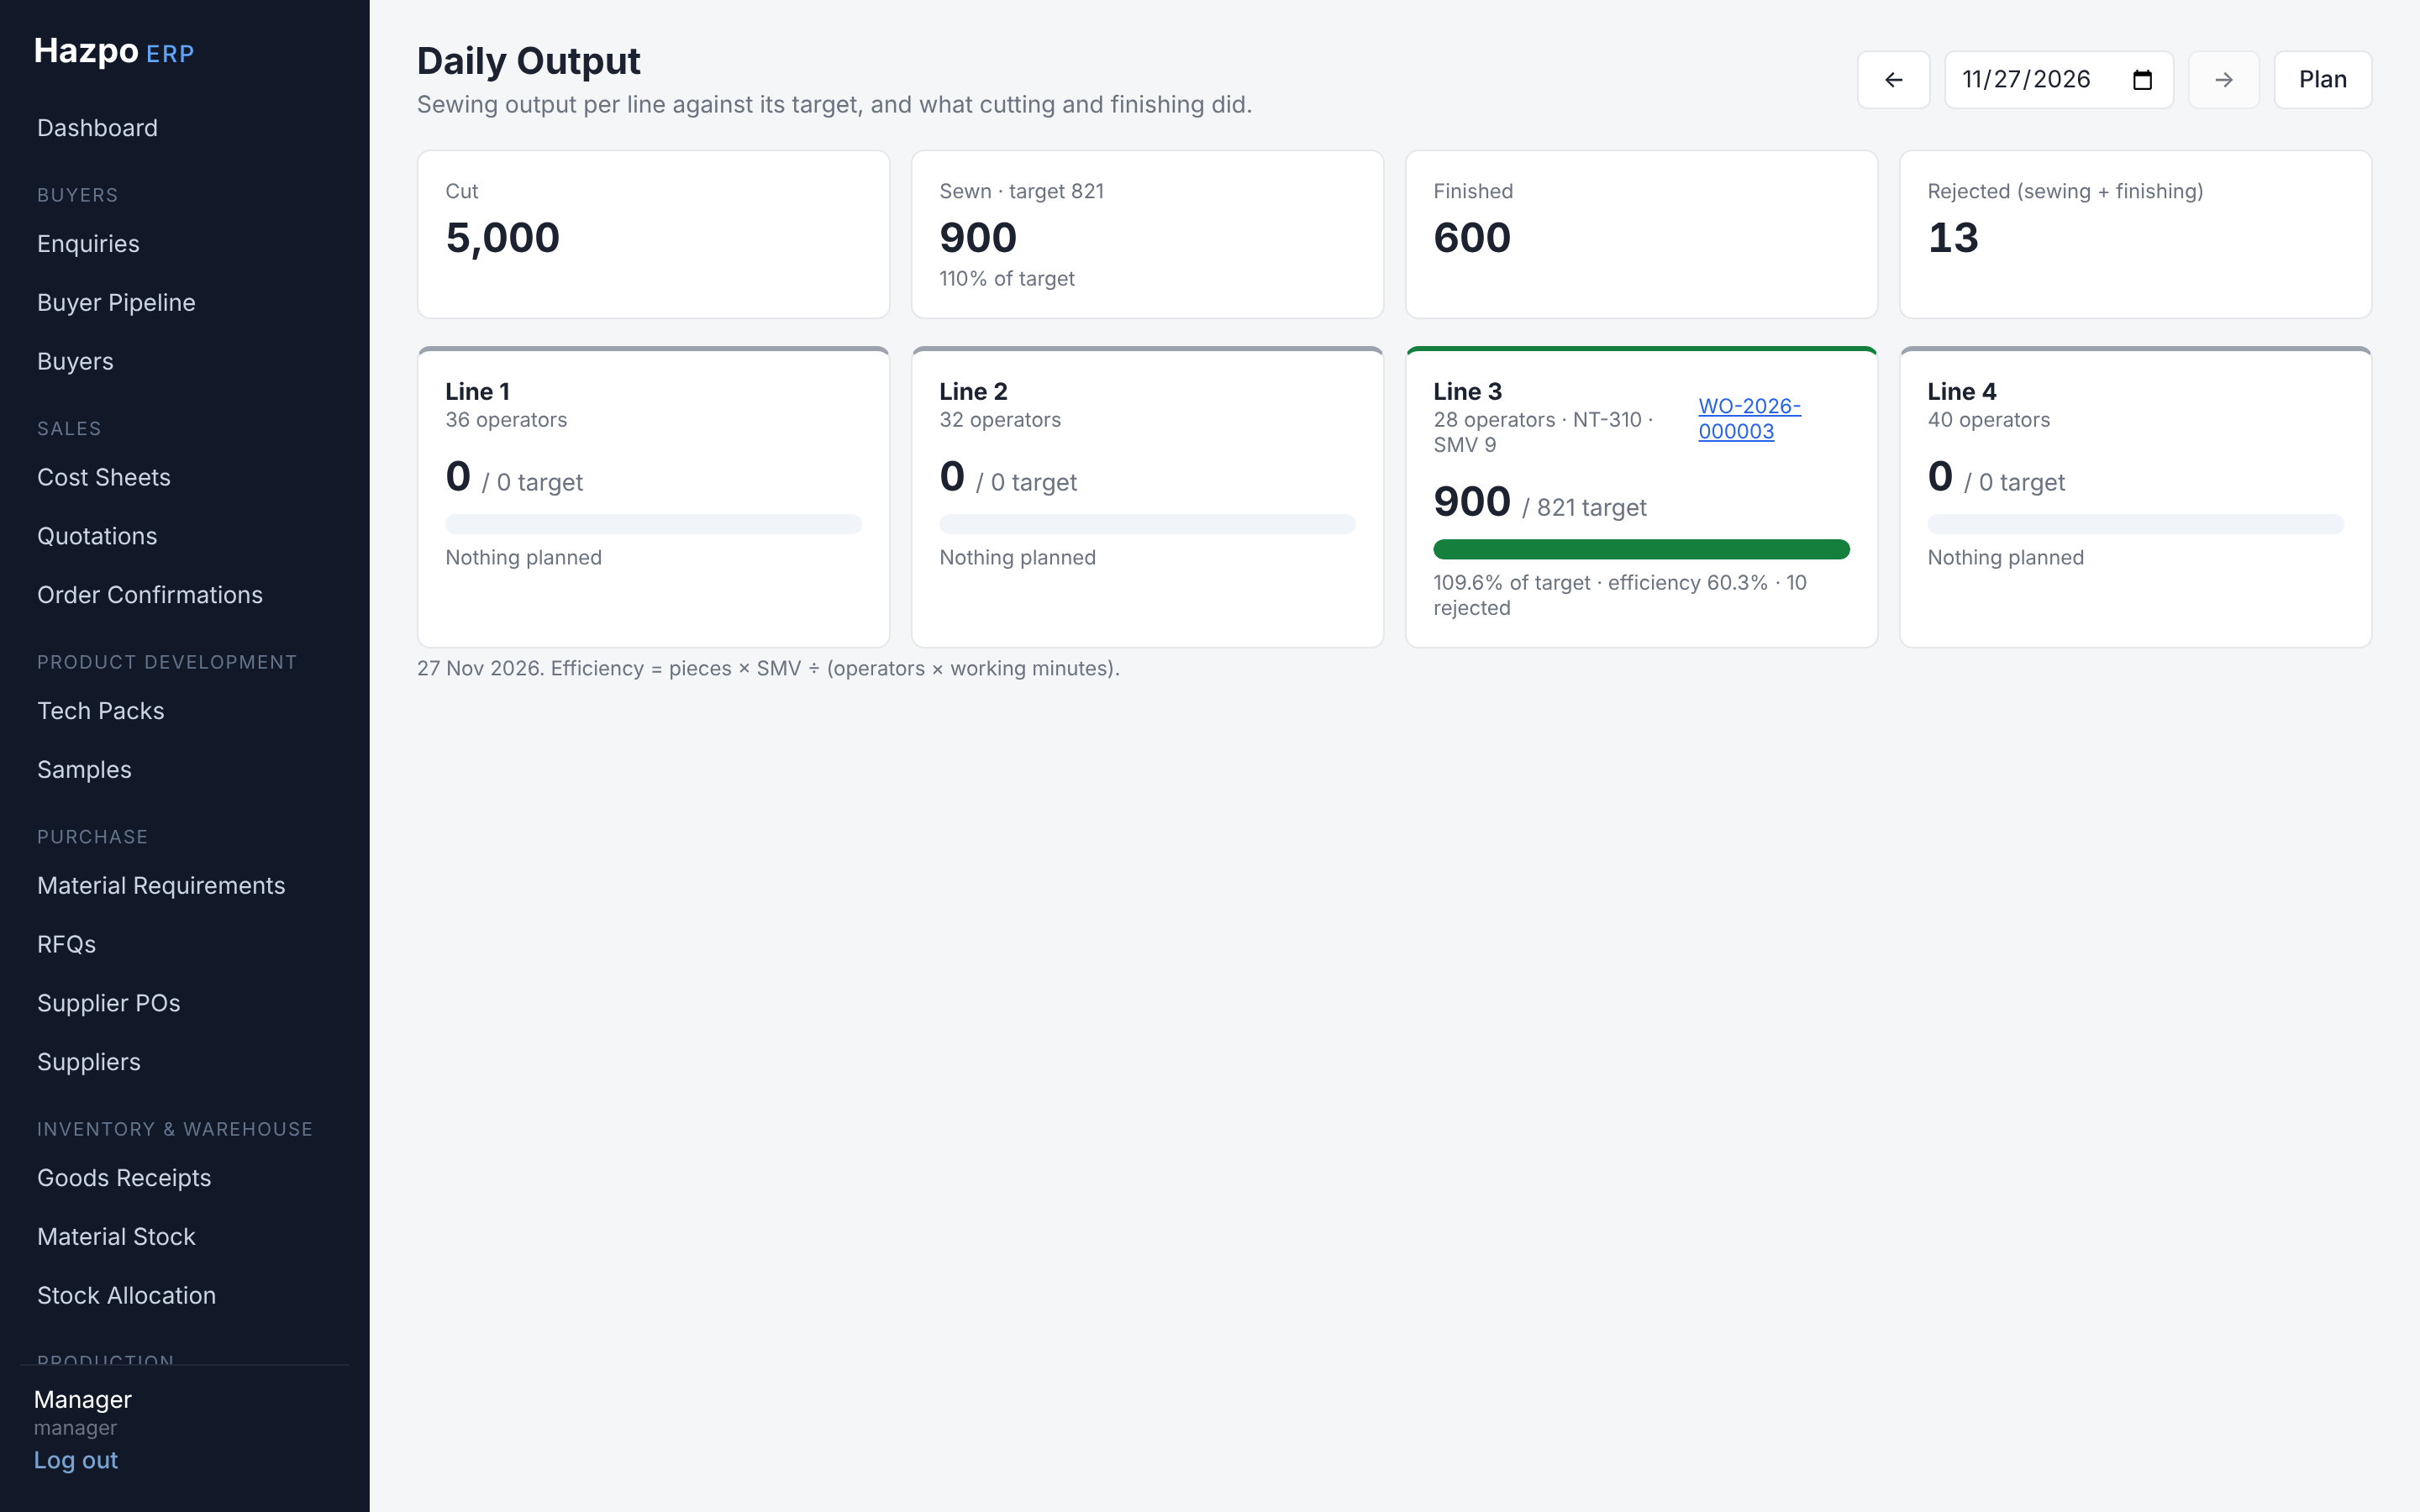 Hazpo ERP
Dashboard
BUYERS
Enquiries
Buyer Pipeline
Buyers
SALES
Cost Sheets
Quotations
Order Confirmations
PRODUCT DEVELOPMENT
Tech Packs
Samples
PURCHASE
Material Requirements
RFQs
Supplier POs
Suppliers
INVENTORY & WAREHOUSE
Goods Receipts
Material Stock
Stock Allocation
PRODUCTION
Manager
manager
Log out
Daily Output
Sewing output per line against its target, and what cutting and finishing did.
←
11/27/2026
→
Plan
Cut
5,000
Sewn · target 821
900
110% of target
Finished
600
Rejected (sewing + finishing)
13
Line 1
36 operators
0 / 0 target
Nothing planned
Line 2
32 operators
0 / 0 target
Nothing planned
Line 3
28 operators · NT-310 ·
SMV 9
WO-2026-
000003
900 / 821 target
109.6% of target · efficiency 60.3% · 10
rejected
Line 4
40 operators
0 / 0 target
Nothing planned
27 Nov 2026. Efficiency = pieces × SMV ÷ (operators × working minutes).